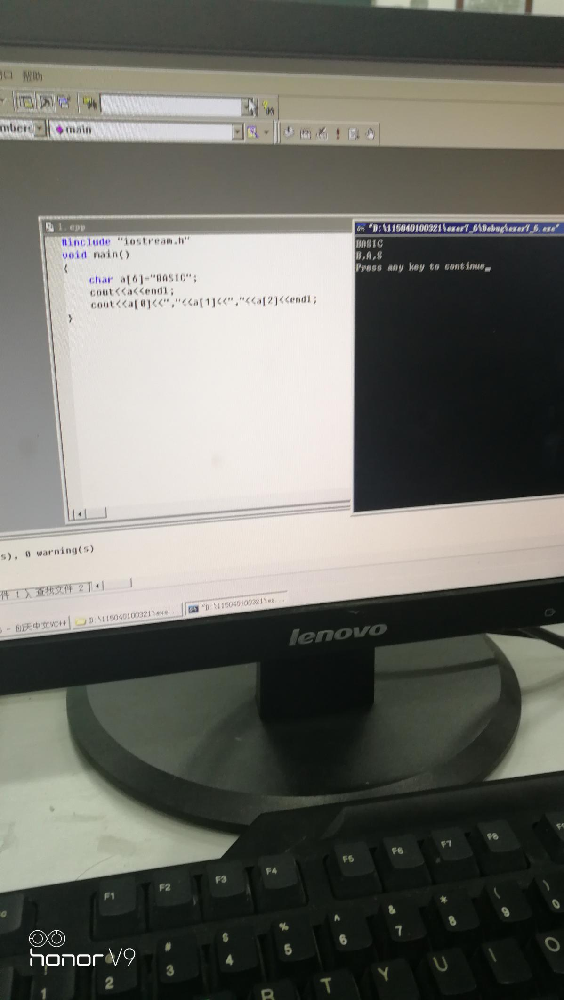 帮助
mbers
main
1.cpp
#include "iostream.h"
void main()
{
char a[6]="BASIC";
cout<<a<<endl;
cout<<a[0]<<","<<a[1]<<","<<a[2]<<endl;
}
"D:\115040100321\exer7_6\Debug\exer7_6.exe"
BASIC
B,A,S
Press any key to continue_
s), 0 warning(s)
件 1 查找文件 2
- 创天中文VC++
D:\115040100321\exe...
"D:\115040100321\ex...
lenovo
F1 F2 F3 F4 F5 F6 F7 F8
! 1
2
# 3
$ 4
% 5
^ 6
& 7
* 8
( 9
) 0
R T Y U I O
honor V9